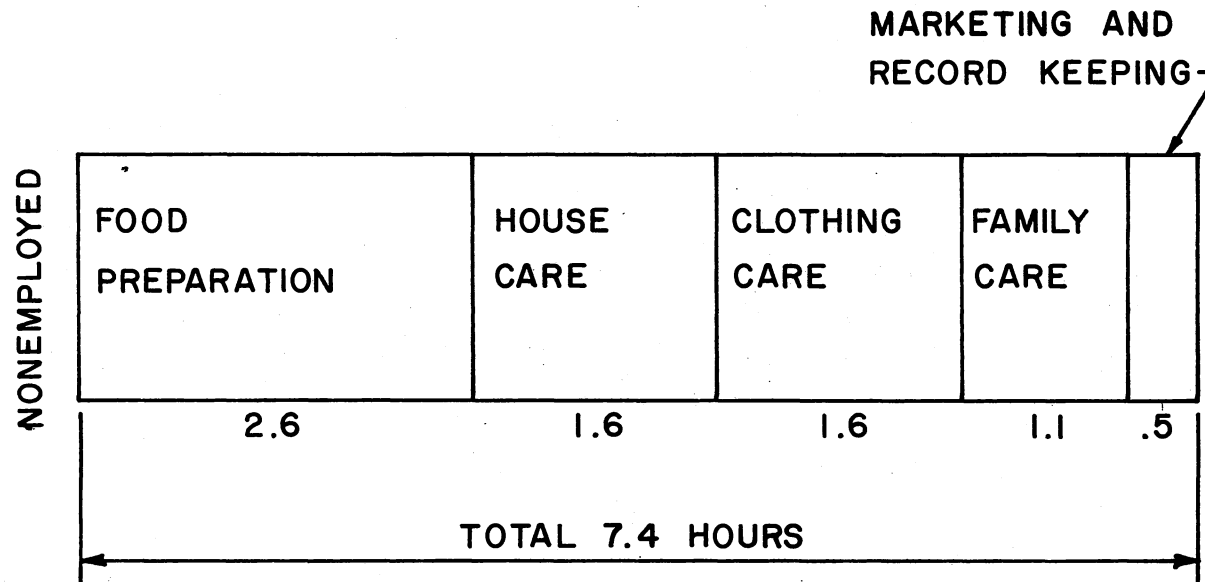 MARKETING AND
RECORD KEEPING
NONEMPLOYED
FOOD
PREPARATION
HOUSE
CARE
CLOTHING
CARE
FAMILY
CARE
2.6 1.6 1.6 1.1 .5
TOTAL 7.4 HOURS